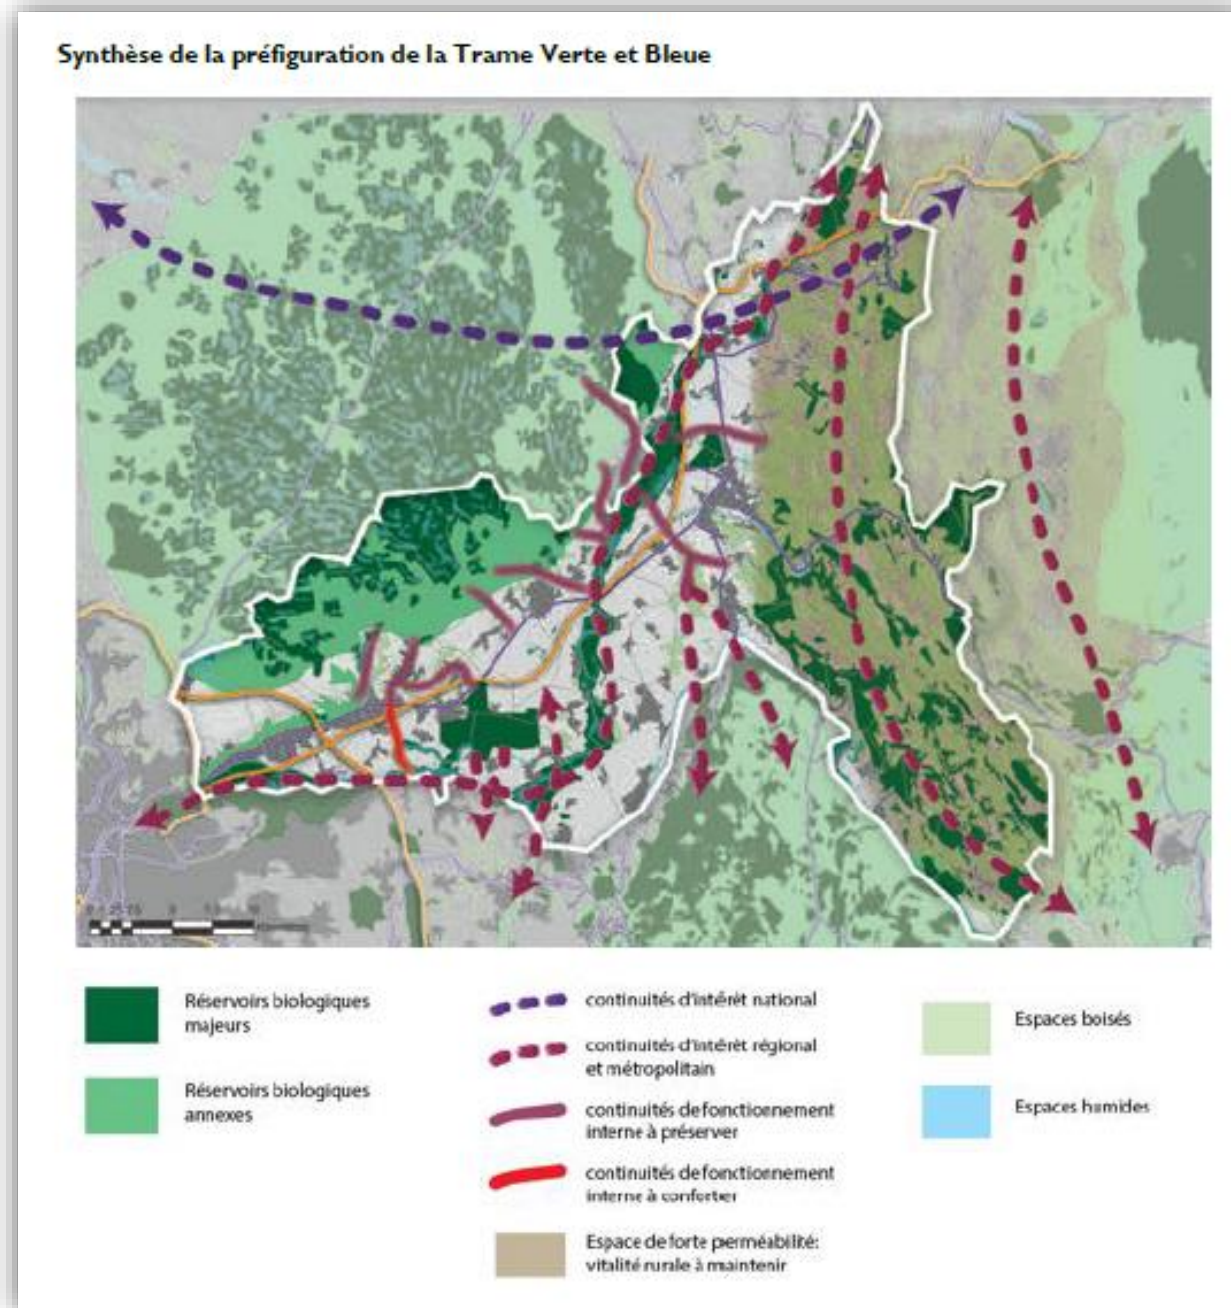 Synthèse de la préfiguration de la Trame Verte et Bleue
Réservoirs biologiques
majeurs
Réservoirs biologiques
annexes
continuités d'intérêt national
continuités d'intérêt régional
et métropolitain
continuités de fonctionnement
interne à préserver
continuités de fonctionnement
interne à conforter
Espace de forte perméabilité:
vitalité rurale à maintenir
Espaces boisés
Espaces humides